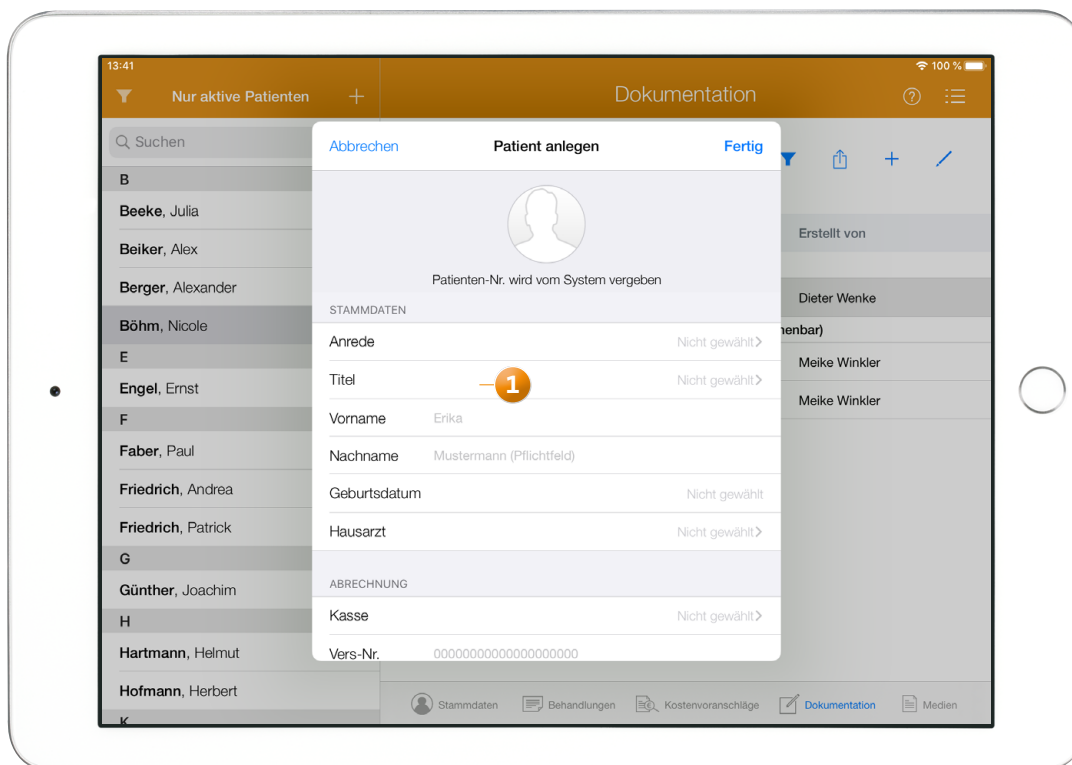 13:41
100 %
Nur aktive Patienten
Dokumentation
?
Suchen
B
Beeke, Julia
Beiker, Alex
Berger, Alexander
Böhm, Nicole
E
Engel, Ernst
F
Faber, Paul
Friedrich, Andrea
Friedrich, Patrick
G
Günther, Joachim
H
Hartmann, Helmut
Hofmann, Herbert
K
Abbrechen
Patient anlegen
Fertig
Patienten-Nr. wird vom System vergeben
STAMMDATEN
Anrede Nicht gewählt
Titel Nicht gewählt
1
Vorname Erika
Nachname Mustermann (Pflichtfeld)
Geburtsdatum Nicht gewählt
Hausarzt Nicht gewählt
ABRECHNUNG
Kasse Nicht gewählt
Vers-Nr. 00000000000000000000
Erstellt von
Dieter Wenke
nenbar)
Meike Winkler
Meike Winkler
Stammdaten
Behandlungen
Kostenvoranschläge
Dokumentation
Medien